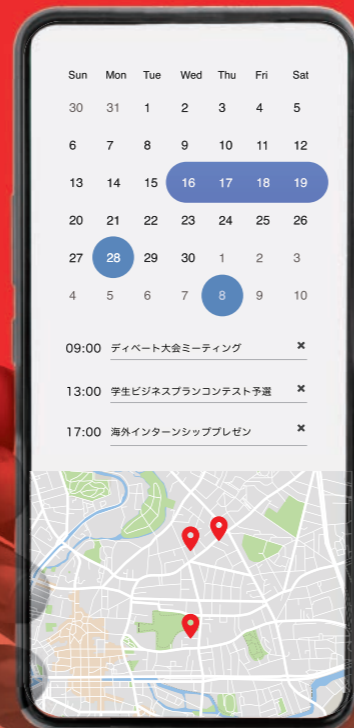 Sun Mon Tue Wed Thu Fri Sat
30 31 1 2 3 4 5
6 7 8 9 10 11 12
13 14 15 16 17 18 19
20 21 22 23 24 25 26
27 28 29 30 1 2 3
4 5 6 7 8 9 10
09:00 ディベート大会ミーティング ×
13:00 学生ビジネスプランコンテスト予選 ×
17:00 海外インターンシッププレゼン ×